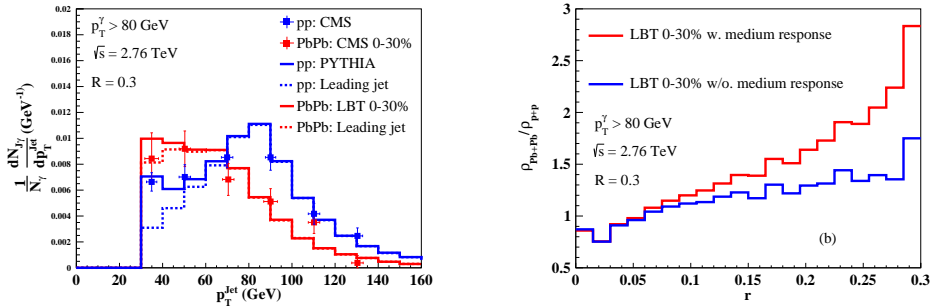 p_T^γ > 80 GeV
√s = 2.76 TeV
R = 0.3
pp: CMS
PbPb: CMS 0-30%
pp: PYTHIA
pp: Leading jet
PbPb: LBT 0-30%
PbPb: Leading jet
1/N_γ dN_Jγ/dp_T^Jet (GeV⁻¹)
0.02
0.018
0.016
0.014
0.012
0.01
0.008
0.006
0.004
0.002
0
0 20 40 60 80 100 120 140 160
p_T^Jet (GeV)
LBT 0-30% w. medium response
LBT 0-30% w/o. medium response
p_T^γ > 80 GeV
√s = 2.76 TeV
R = 0.3
(b)
ρ_Pb+Pb/ρ_p+p
3
2.5
2
1.5
1
0.5
0 0.05 0.1 0.15 0.2 0.25 0.3
r